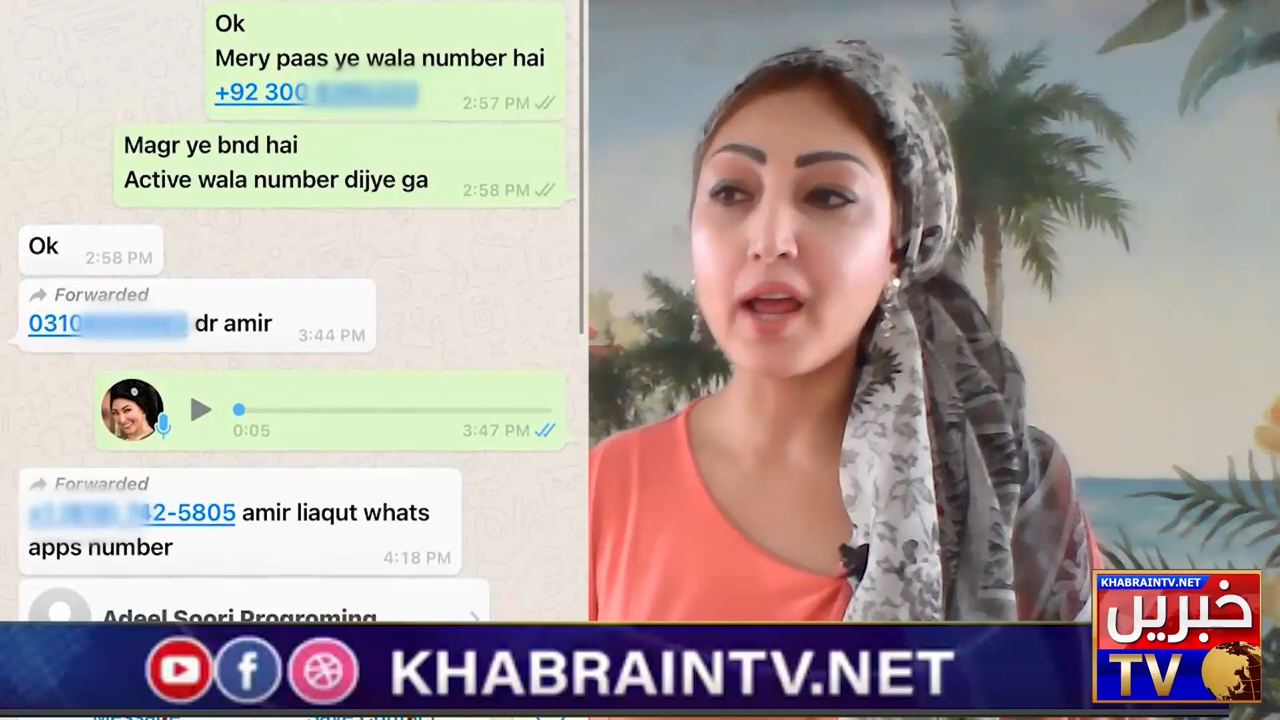 Ok
Mery paas ye wala number hai
+92 300
2:57 PM
Magr ye bnd hai
Active wala number dijye ga
2:58 PM
Ok
2:58 PM
Forwarded
0310 dr amir
3:44 PM
0:05
3:47 PM
Forwarded
42-5805 amir liaqut whats
apps number
4:18 PM
Adeel Soori Programing
KHABRAINTV.NET
KHABRAINTV.NET
خبریں
TV